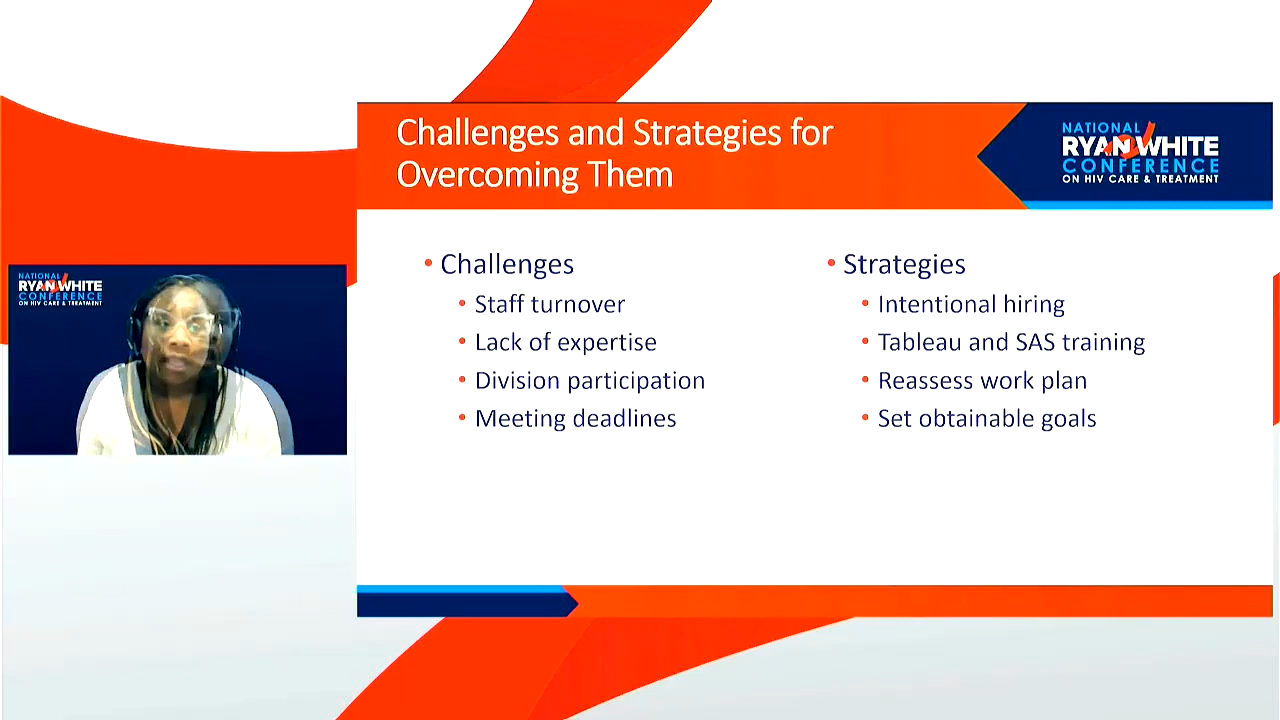 Challenges and Strategies for
Overcoming Them
NATIONAL
RYAN WHITE
CONFERENCE
ON HIV CARE & TREATMENT
• Challenges
• Staff turnover
• Lack of expertise
• Division participation
• Meeting deadlines
• Strategies
• Intentional hiring
• Tableau and SAS training
• Reassess work plan
• Set obtainable goals
NATIONAL
RYAN WHITE
CONFERENCE
ON HIV CARE & TREATMENT